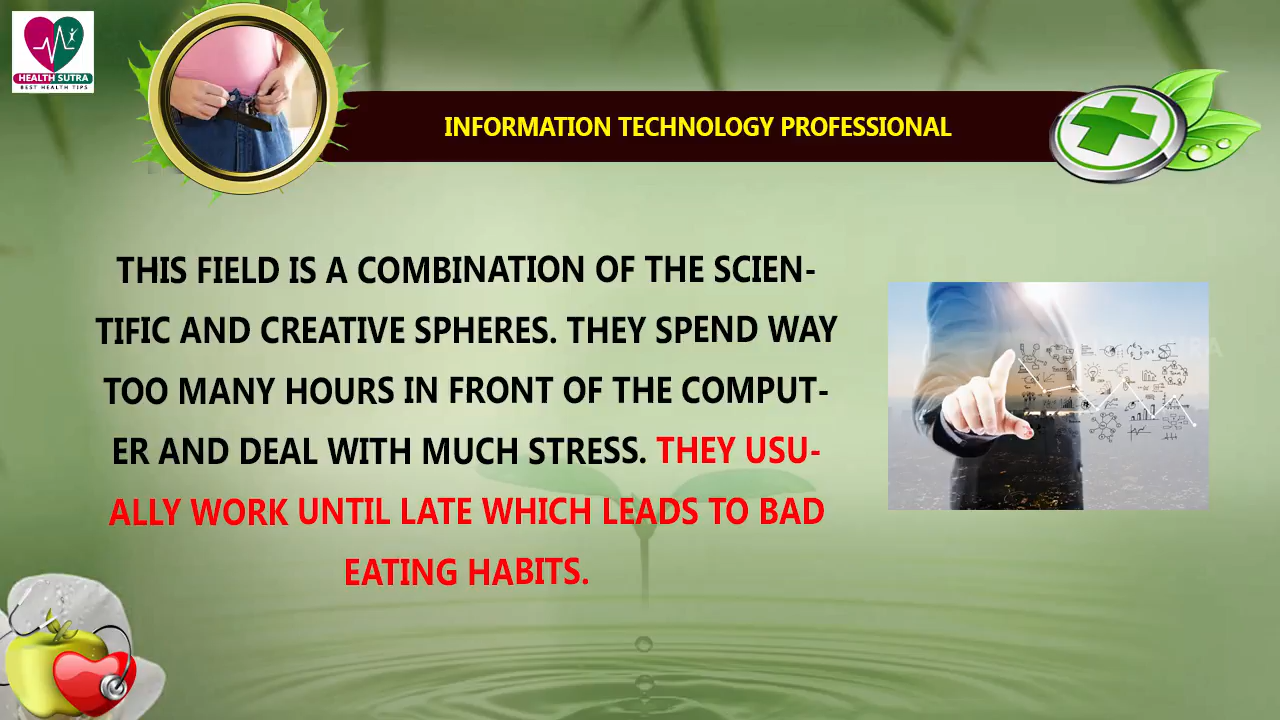 HEALTH SUTRA
BEST HEALTH TIPS
INFORMATION TECHNOLOGY PROFESSIONAL
THIS FIELD IS A COMBINATION OF THE SCIEN-
TIFIC AND CREATIVE SPHERES. THEY SPEND WAY
TOO MANY HOURS IN FRONT OF THE COMPUT-
ER AND DEAL WITH MUCH STRESS. THEY USU-
ALLY WORK UNTIL LATE WHICH LEADS TO BAD
EATING HABITS.